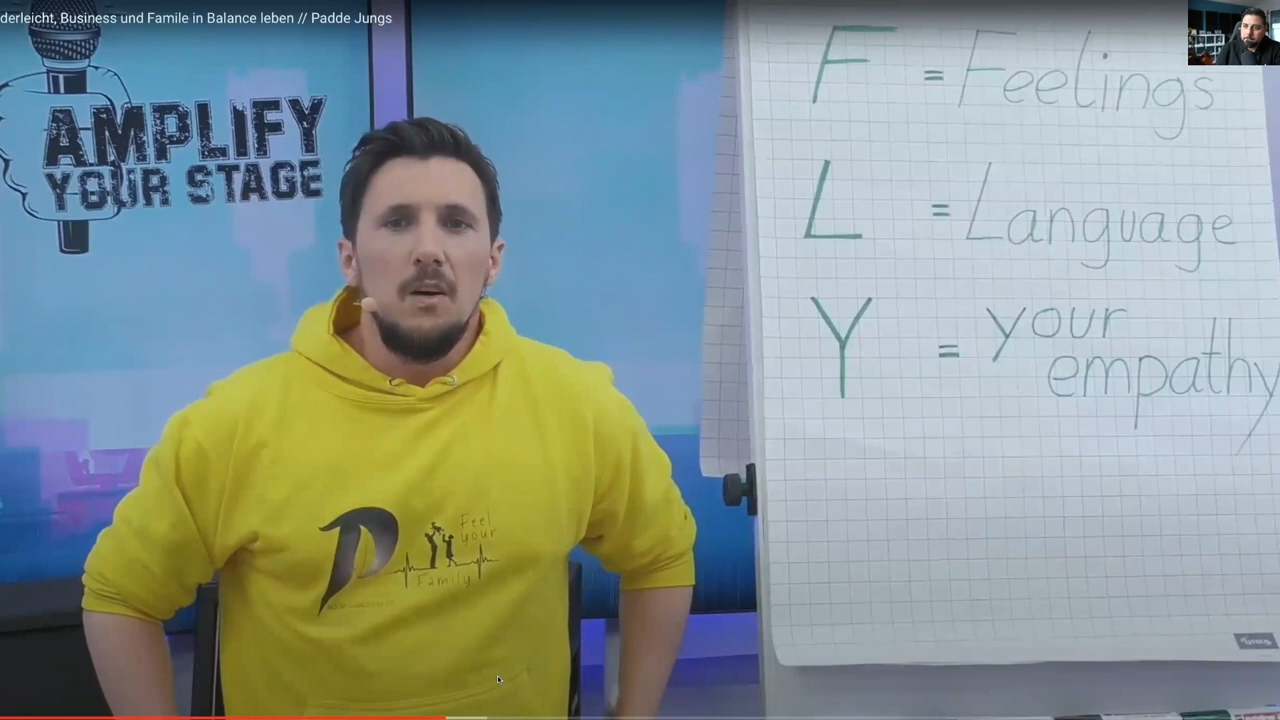 derleicht, Business und Famile in Balance leben // Padde Jungs
AMPLIFY
YOUR STAGE
F = Feelings
L = Language
Y = your
empathy
P
Feel
your
Family